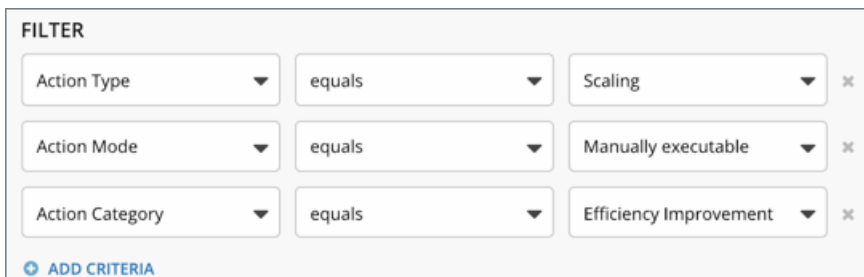 FILTER
Action Type equals Scaling
Action Mode equals Manually executable
Action Category equals Efficiency Improvement
ADD CRITERIA